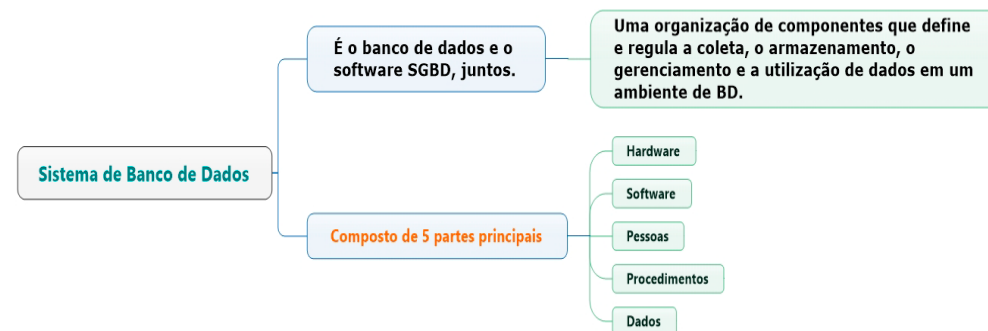 Sistema de Banco de Dados
É o banco de dados e o
software SGBD, juntos.
Uma organização de componentes que define
e regula a coleta, o armazenamento, o
gerenciamento e a utilização de dados em um
ambiente de BD.
Composto de 5 partes principais
Hardware
Software
Pessoas
Procedimentos
Dados